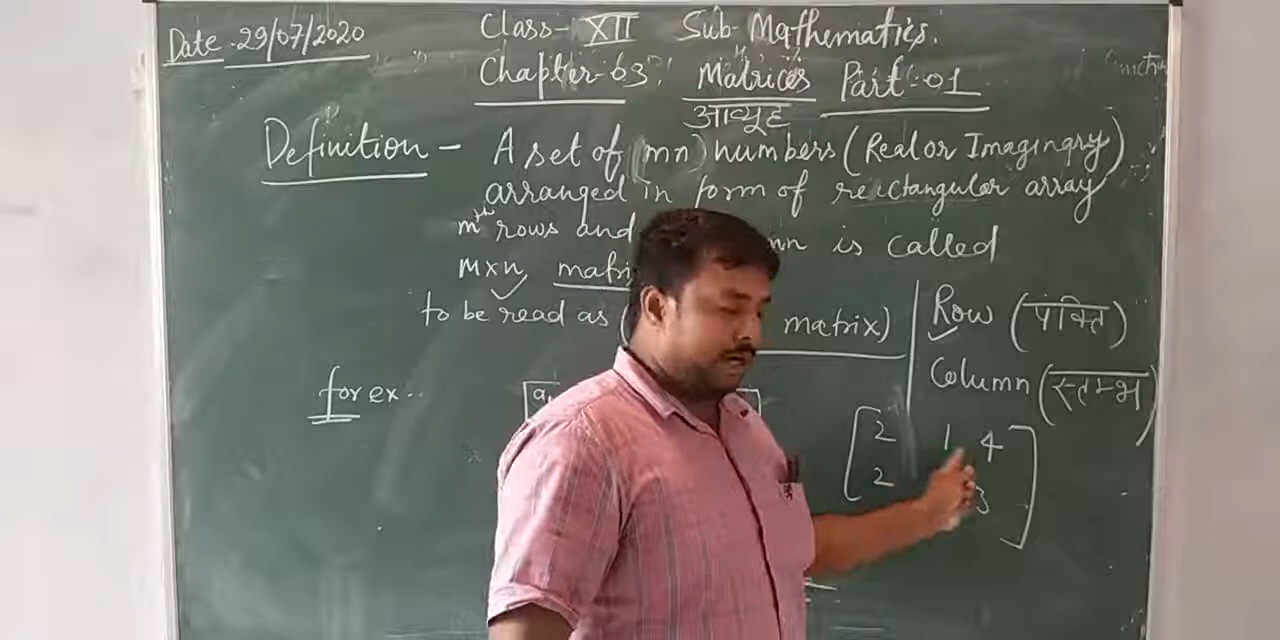 Date-29/07/2020
Class-XII Sub-Mathematics.
Chapter-03: Matrices Part-01
आव्यूह
Definition - A set of (mn) numbers (Real or Imaginary)
arranged in form of rectangular array
mth rows and is called
m×n
to be read as matrix)
Row (पंक्ति)
Column (स्तम्भ)
for ex..
2 1 4
2 3